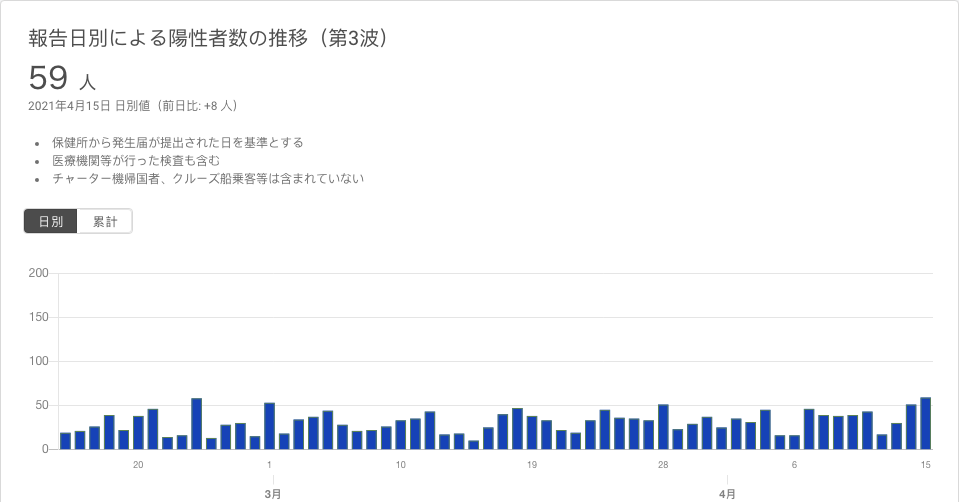 報告日別による陽性者数の推移（第3波）
59 人
2021年4月15日 日別値（前日比: +8 人）
保健所から発生届が提出された日を基準とする
医療機関等が行った検査も含む
チャーター機帰国者、クルーズ船乗客等は含まれていない
日別 累計
200
150
100
50
0
20 1 10 19 28 6 15
3月 4月